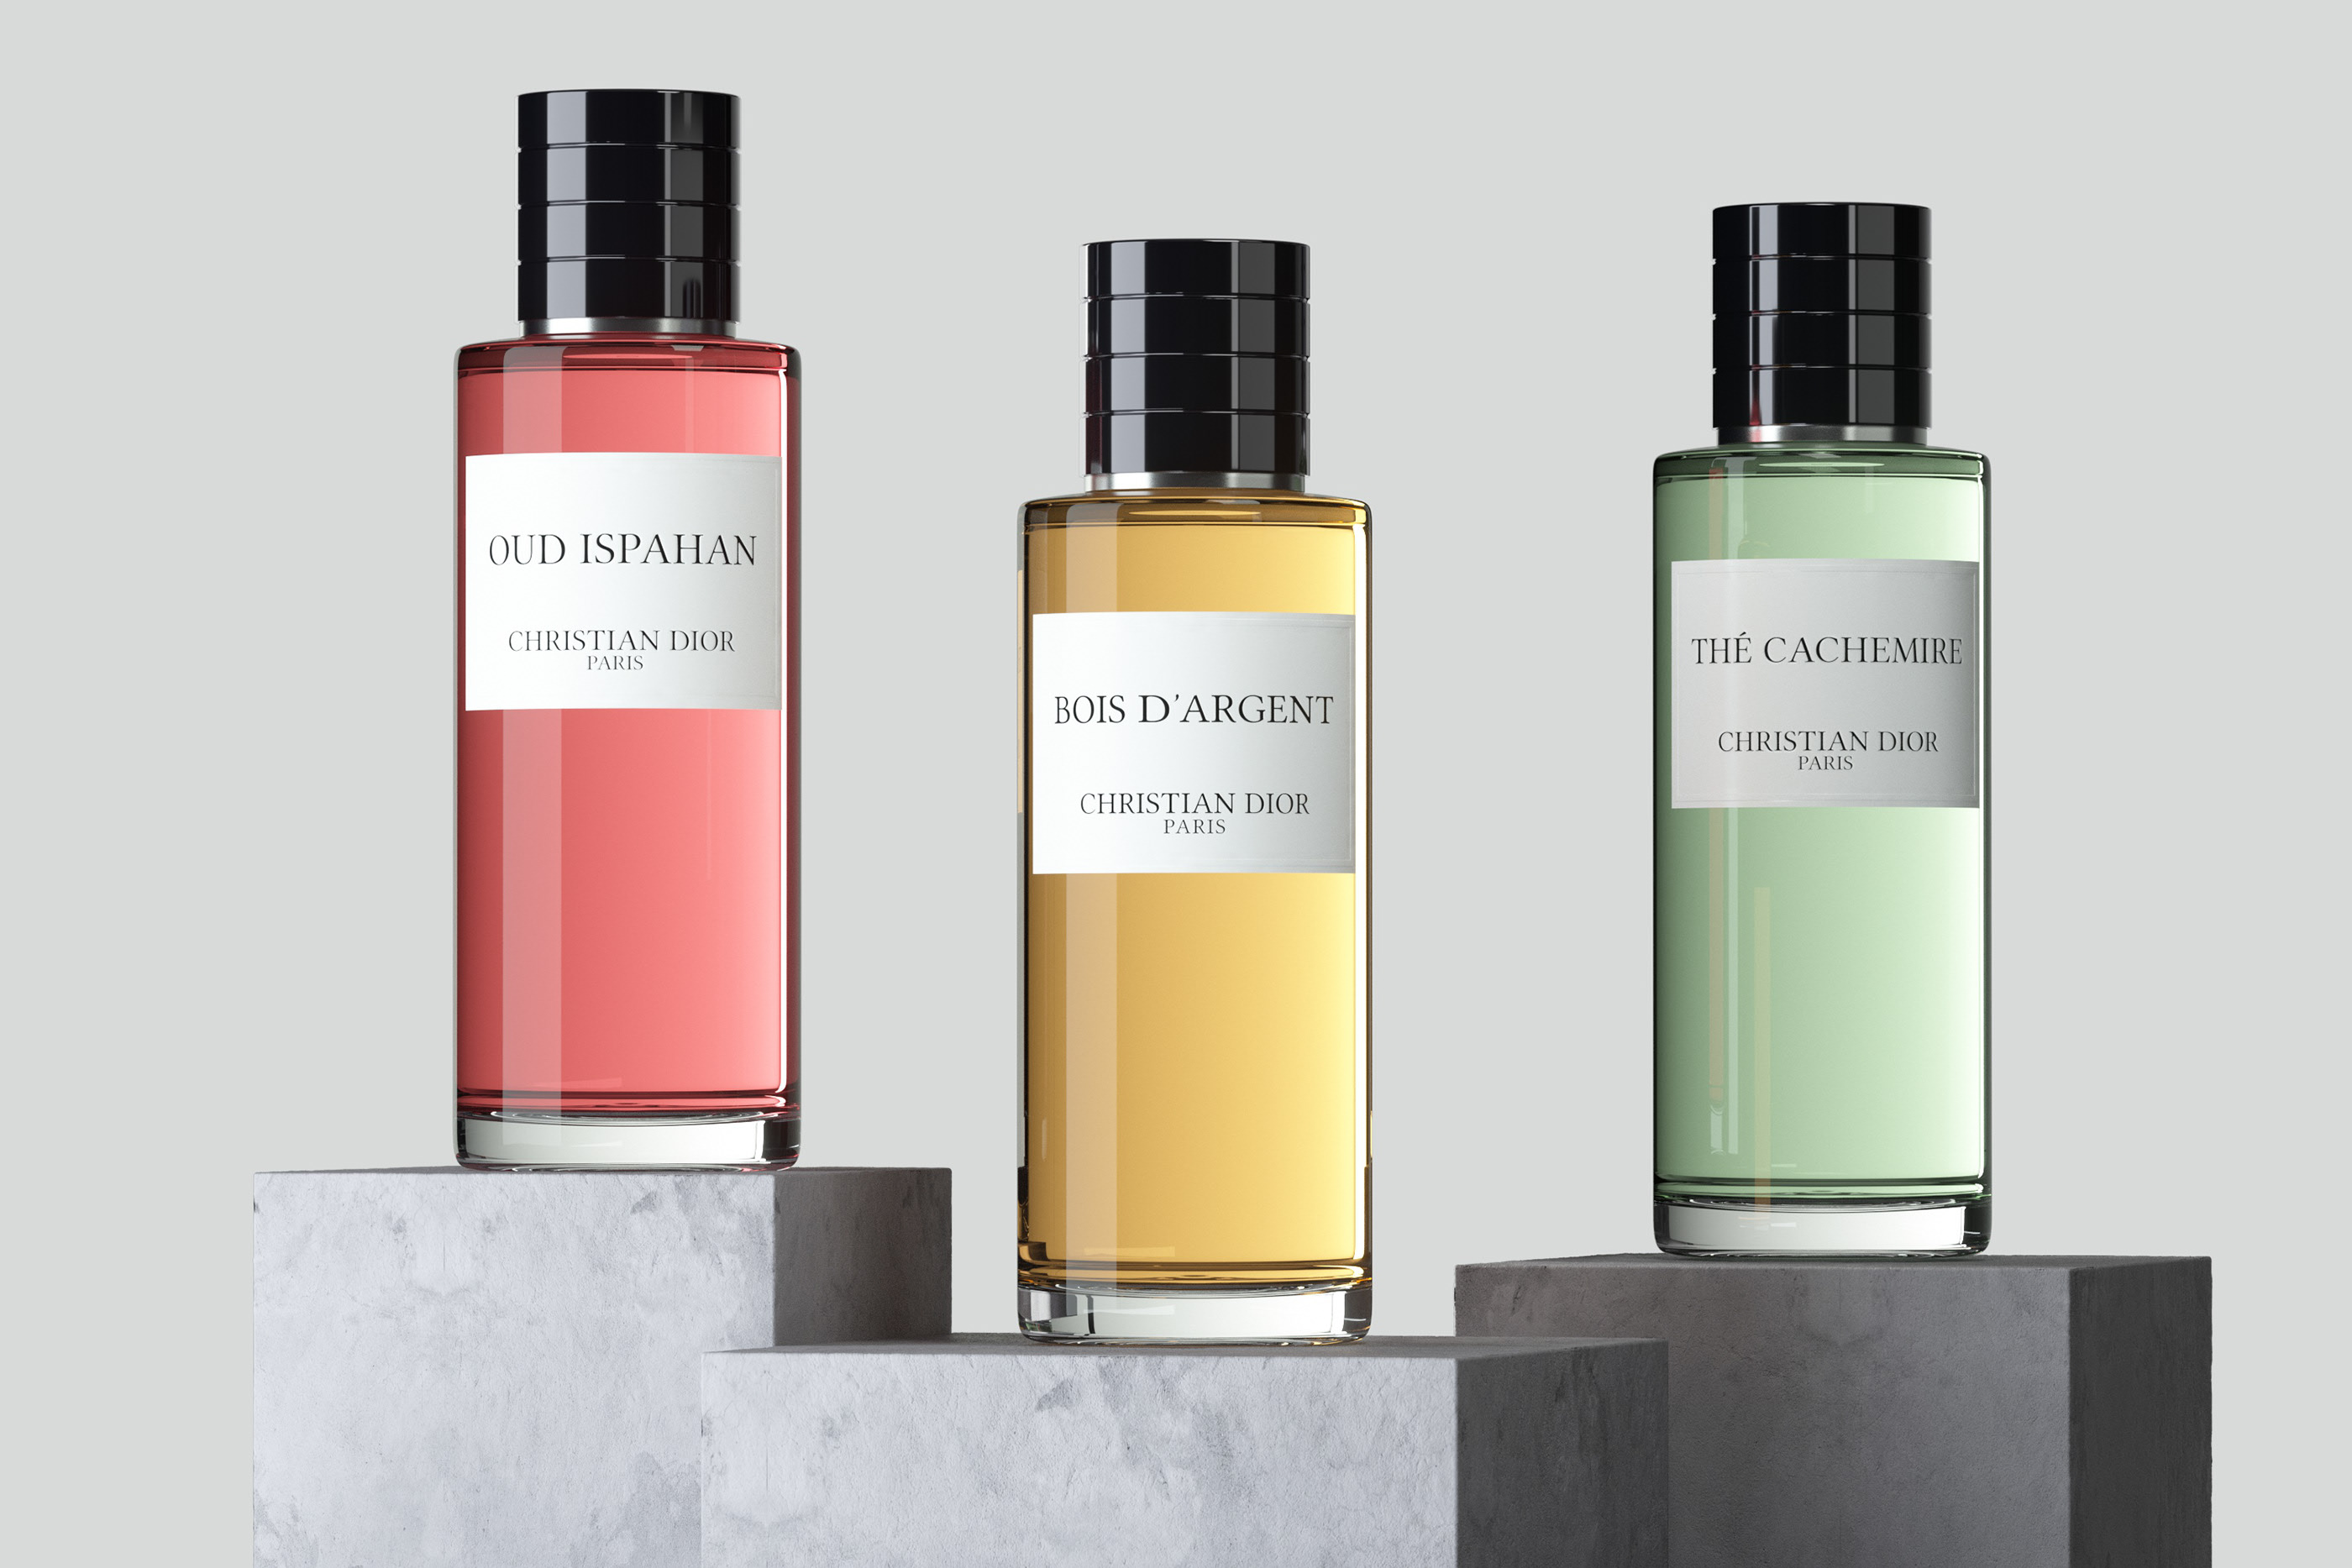 OUD ISPAHAN
CHRISTIAN DIOR
PARIS
BOIS D’ARGENT
CHRISTIAN DIOR
PARIS
THÉ CACHEMIRE
CHRISTIAN DIOR
PARIS